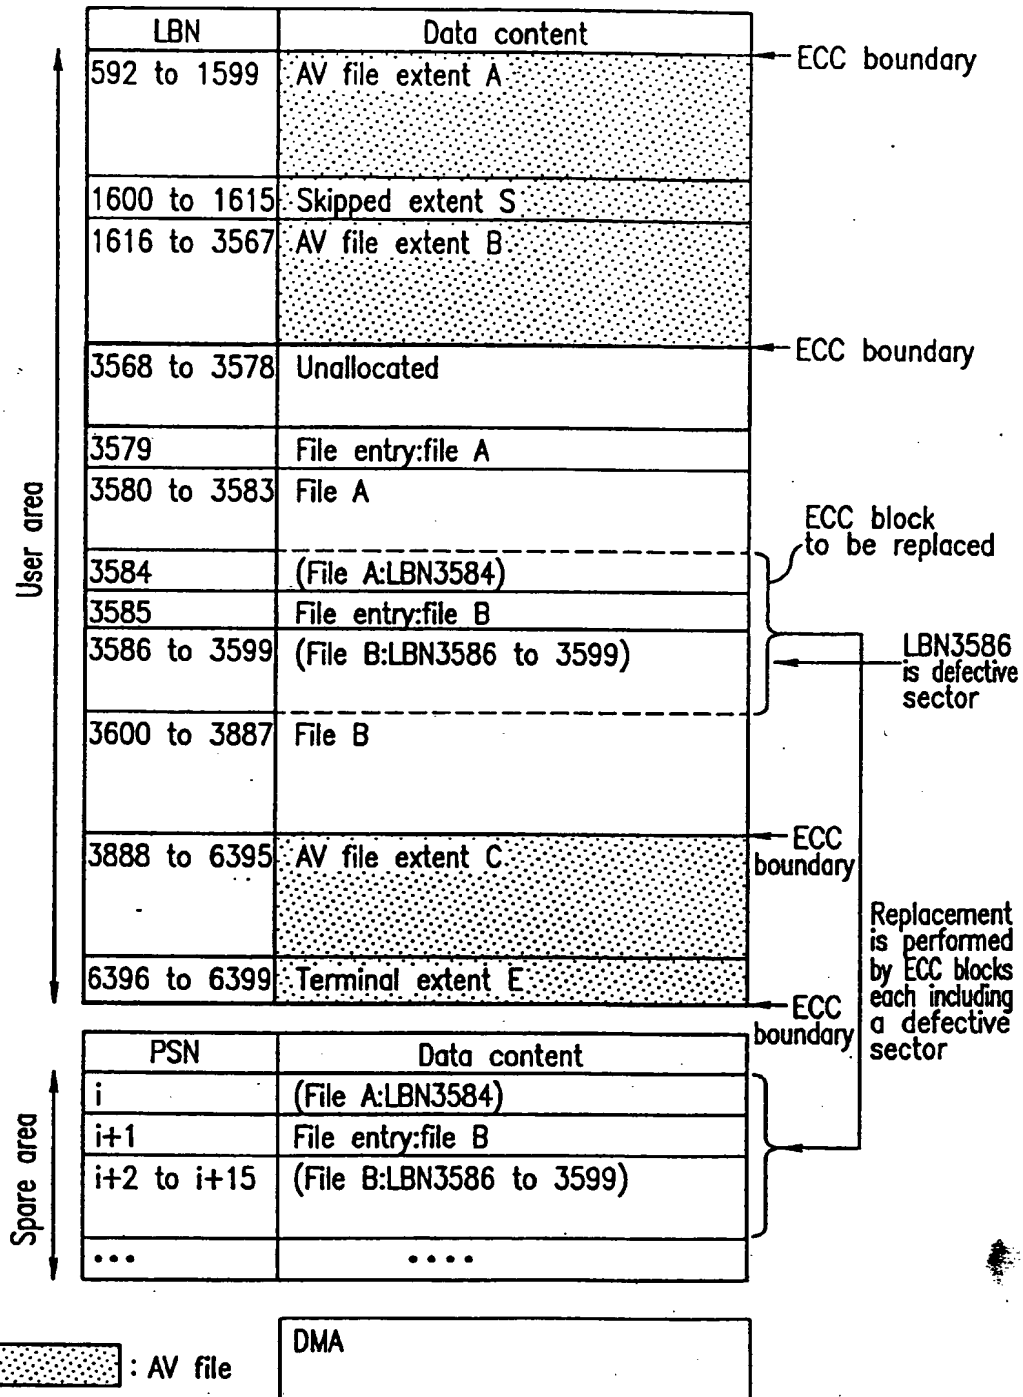 LBN Data content
592 to 1599 AV file extent A
1600 to 1615 Skipped extent S
1616 to 3567 AV file extent B
3568 to 3578 Unallocated
3579 File entry:file A
3580 to 3583 File A
3584 (File A:LBN3584)
3585 File entry:file B
3586 to 3599 (File B:LBN3586 to 3599)
3600 to 3887 File B
3888 to 6395 AV file extent C
6396 to 6399 Terminal extent E
User area
ECC boundary
ECC boundary
ECC block
to be replaced
LBN3586
is defective
sector
ECC
boundary
Replacement
is performed
by ECC blocks
each including
a defective
sector
ECC
boundary
PSN Data content
i (File A:LBN3584)
i+1 File entry:file B
i+2 to i+15 (File B:LBN3586 to 3599)
... ....
Spare area
DMA
: AV file